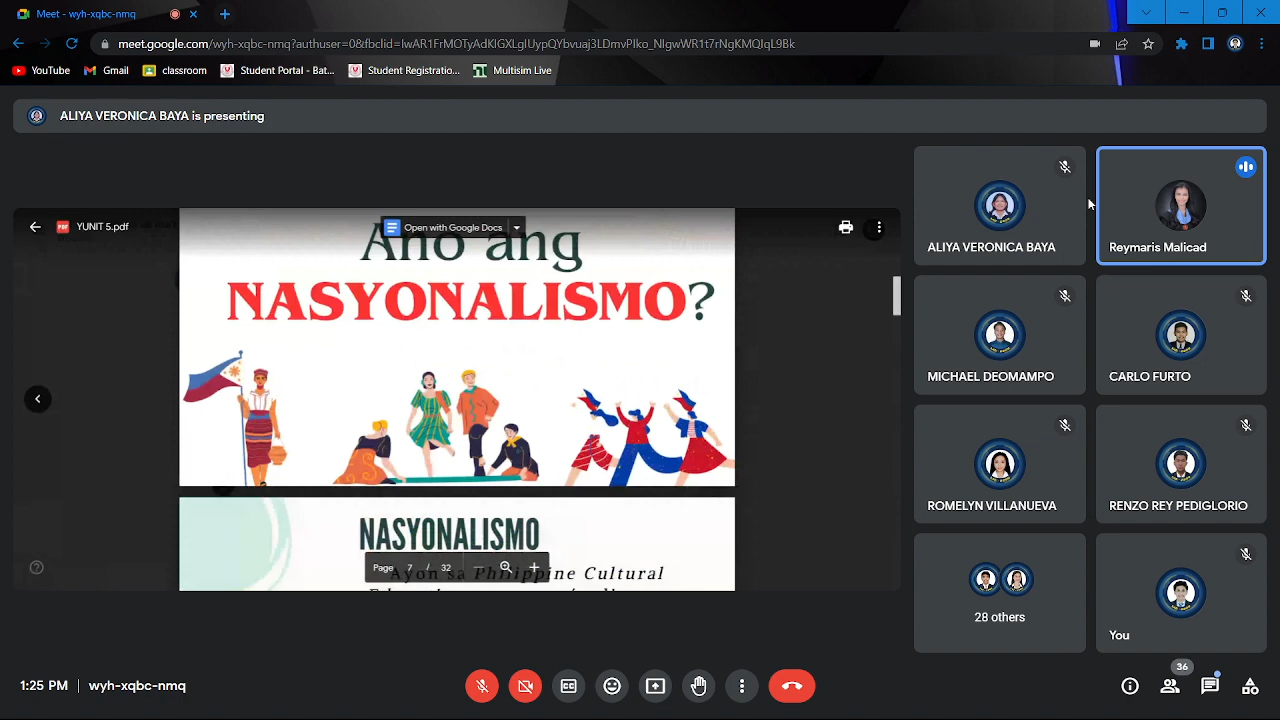 Meet - wyh-xqbc-nmq
meet.google.com/wyh-xqbc-nmq?authuser=0&fbclid=IwAR1FrMOTyAdKlGXLgIUypQYbvuaj3LDmvPIko_NIgwWR1t7rNgKMQIqL9Bk
YouTube
Gmail
classroom
Student Portal - Bat...
Student Registratio...
Multisim Live
ALIYA VERONICA BAYA is presenting
PDF YUNIT 5.pdf
Open with Google Docs
Ano ang
NASYONALISMO?
NASYONALISMO
Ayon sa Philippine Cultural
Page 7 / 32
ALIYA VERONICA BAYA
Reymaris Malicad
MICHAEL DEOMAMPO
CARLO FURTO
ROMELYN VILLANUEVA
RENZO REY PEDIGLORIO
28 others
You
1:25 PM | wyh-xqbc-nmq
36